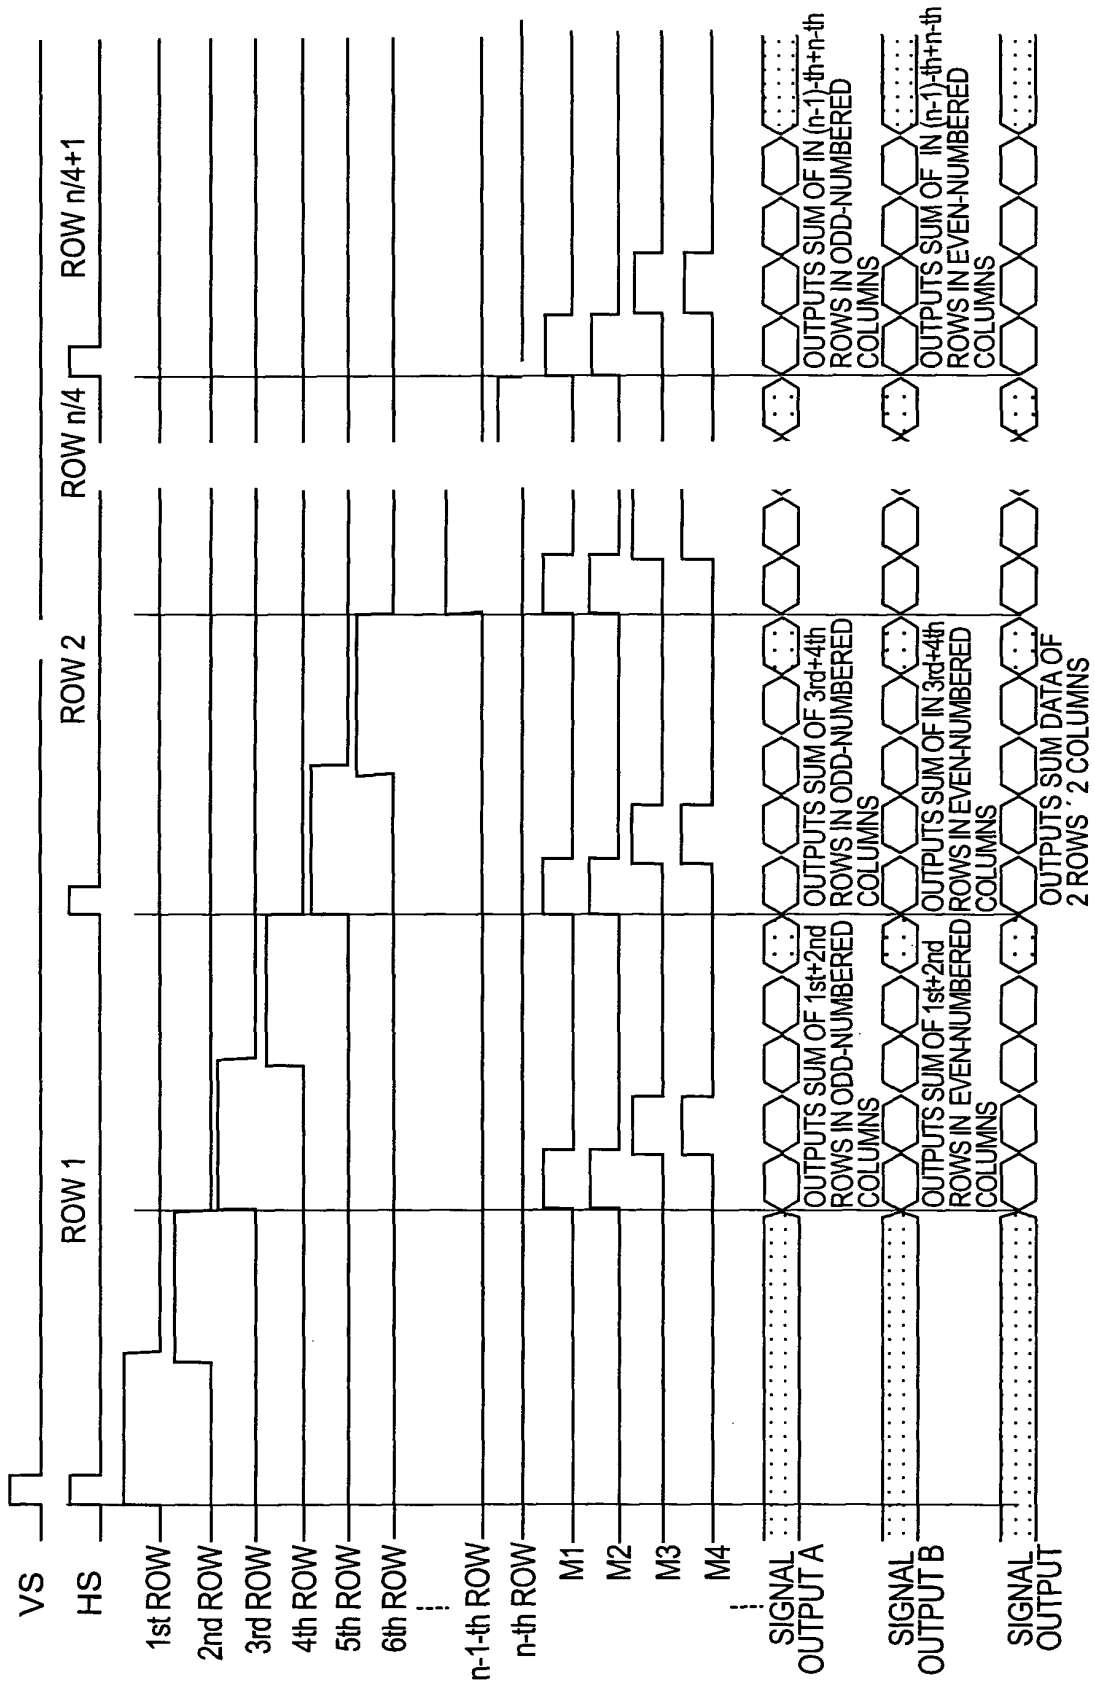 VS
HS
ROW 1
ROW 2
ROW n/4
ROW n/4+1
1st ROW
2nd ROW
3rd ROW
4th ROW
5th ROW
6th ROW
n-1-th ROW
n-th ROW
M1
M2
M3
M4
SIGNAL
OUTPUT A
OUTPUTS SUM OF 1st+2nd
ROWS IN ODD-NUMBERED
COLUMNS
OUTPUTS SUM OF 3rd+4th
ROWS IN ODD-NUMBERED
COLUMNS
OUTPUTS SUM OF IN (n-1)-th+n-th
ROWS IN ODD-NUMBERED
COLUMNS
SIGNAL
OUTPUT B
OUTPUTS SUM OF 1st+2nd
ROWS IN EVEN-NUMBERED
COLUMNS
OUTPUTS SUM OF IN 3rd+4th
ROWS IN EVEN-NUMBERED
COLUMNS
OUTPUTS SUM OF IN (n-1)-th+n-th
ROWS IN EVEN-NUMBERED
COLUMNS
SIGNAL
OUTPUT
OUTPUTS SUM DATA OF
2 ROWS ´ 2 COLUMNS